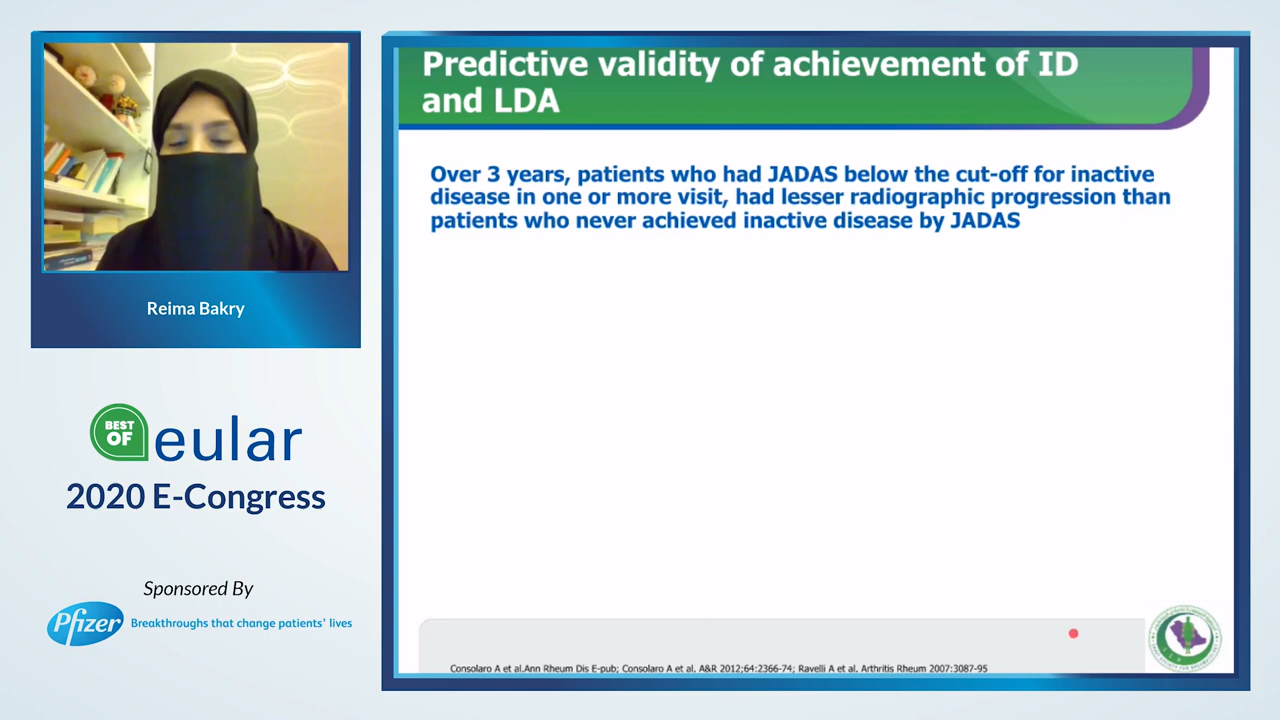 Predictive validity of achievement of ID
and LDA
Over 3 years, patients who had JADAS below the cut-off for inactive
disease in one or more visit, had lesser radiographic progression than
patients who never achieved inactive disease by JADAS
Reima Bakry
BEST
OF
eular
2020 E-Congress
Sponsored By
Pfizer
Breakthroughs that change patients' lives
Consolaro A et al.Ann Rheum Dis E-pub; Consolaro A et al. A&R 2012;64:2366-74; Ravelli A et al. Arthritis Rheum 2007:3087-95